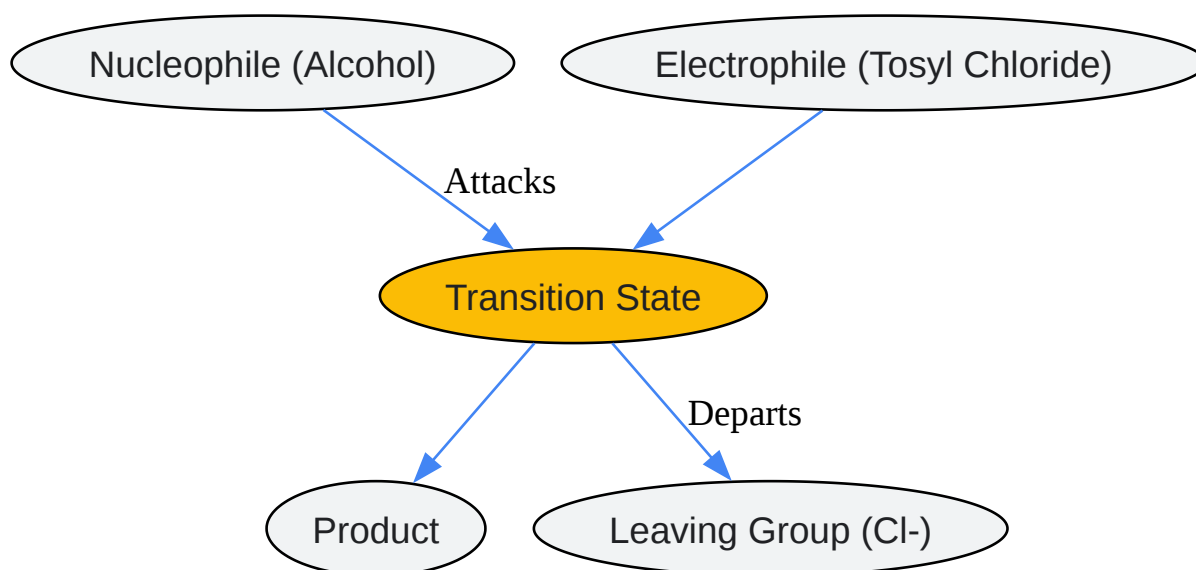 Nucleophile (Alcohol)
Electrophile (Tosyl Chloride)
Attacks
Transition State
Departs
Product
Leaving Group (Cl-)